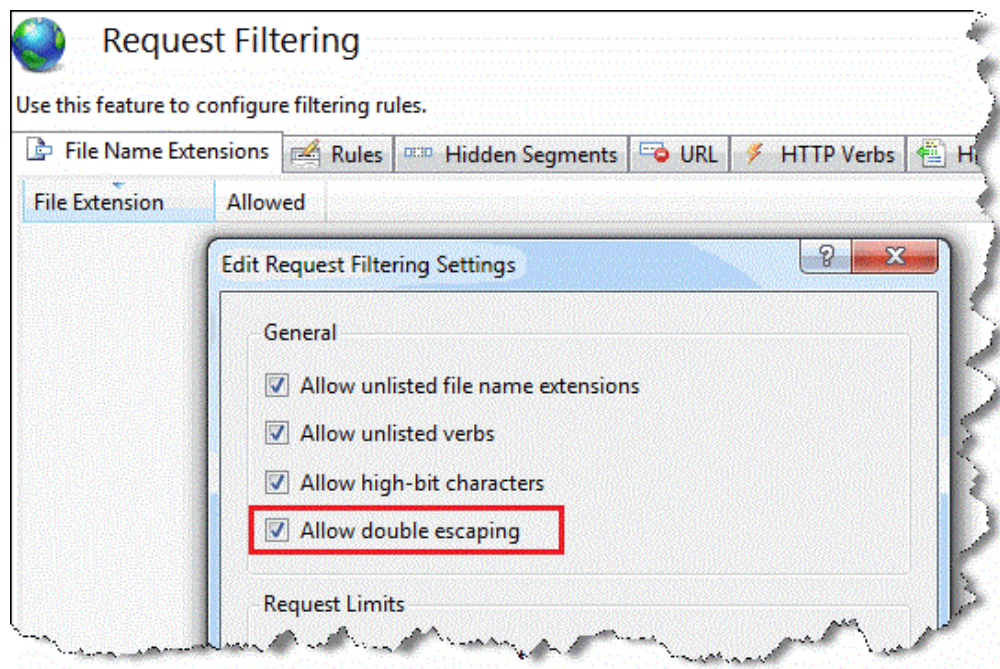 Request Filtering
Use this feature to configure filtering rules.
File Name Extensions Rules Hidden Segments URL HTTP Verbs
File Extension Allowed
Edit Request Filtering Settings
General
Allow unlisted file name extensions
Allow unlisted verbs
Allow high-bit characters
Allow double escaping
Request Limits